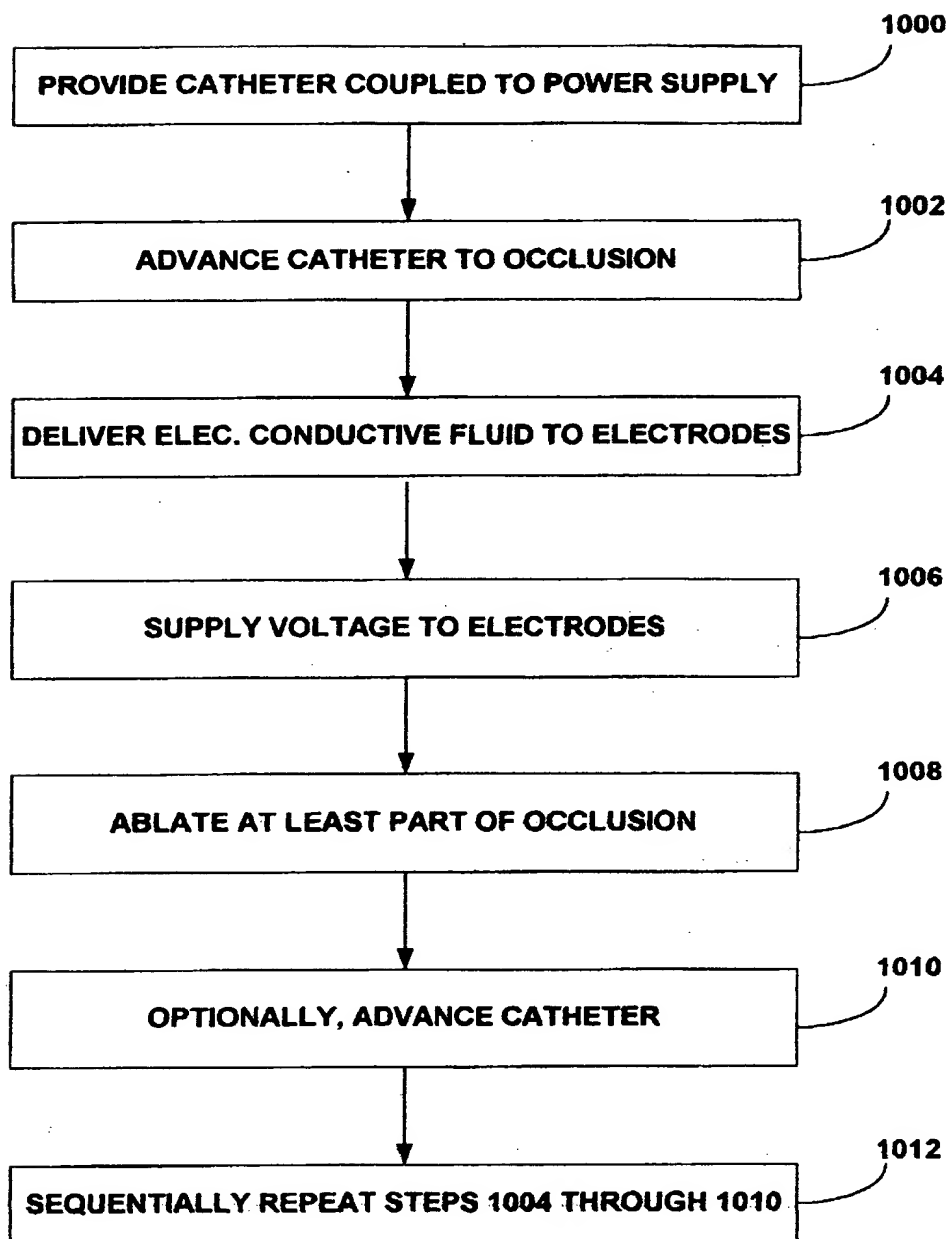 1000
PROVIDE CATHETER COUPLED TO POWER SUPPLY
1002
ADVANCE CATHETER TO OCCLUSION
1004
DELIVER ELEC. CONDUCTIVE FLUID TO ELECTRODES
1006
SUPPLY VOLTAGE TO ELECTRODES
1008
ABLATE AT LEAST PART OF OCCLUSION
1010
OPTIONALLY, ADVANCE CATHETER
1012
SEQUENTIALLY REPEAT STEPS 1004 THROUGH 1010